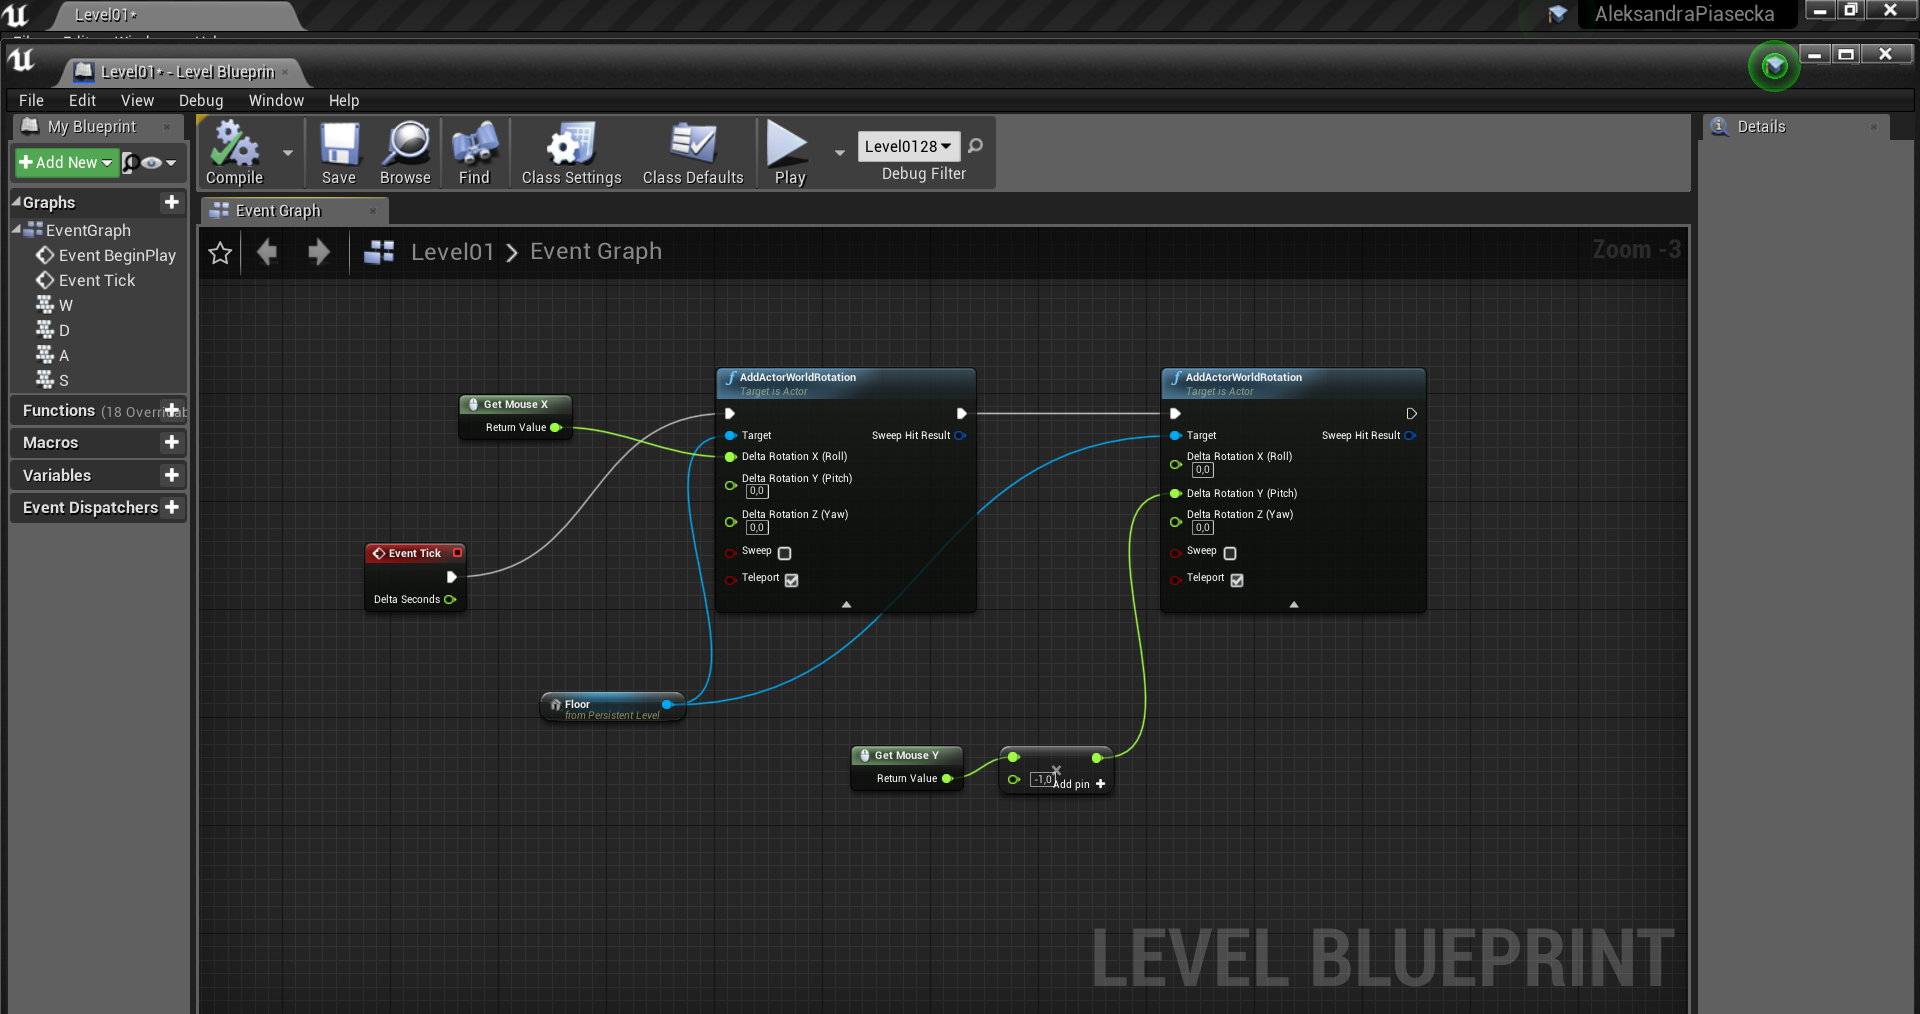 Level01*
AleksandraPiasecka
Level01* - Level Blueprint
File Edit View Debug Window Help
My Blueprint
Details
Add New
Compile
Save
Browse
Find
Class Settings
Class Defaults
Play
Level0128
Debug Filter
Graphs
Event Graph
EventGraph
Event BeginPlay
Event Tick
W
D
A
S
Functions (18 Overridab
Macros
Variables
Event Dispatchers
Level01 > Event Graph
Zoom -3
Get Mouse X
Return Value
AddActorWorldRotation
Target is Actor
Target
Sweep Hit Result
Delta Rotation X (Roll)
Delta Rotation Y (Pitch)
0,0
Delta Rotation Z (Yaw)
0,0
Sweep
Teleport
AddActorWorldRotation
Target is Actor
Target
Sweep Hit Result
Delta Rotation X (Roll)
0,0
Delta Rotation Y (Pitch)
Delta Rotation Z (Yaw)
0,0
Sweep
Teleport
Event Tick
Delta Seconds
Floor
from Persistent Level
Get Mouse Y
Return Value
-1,0
Add pin +
LEVEL BLUEPRINT